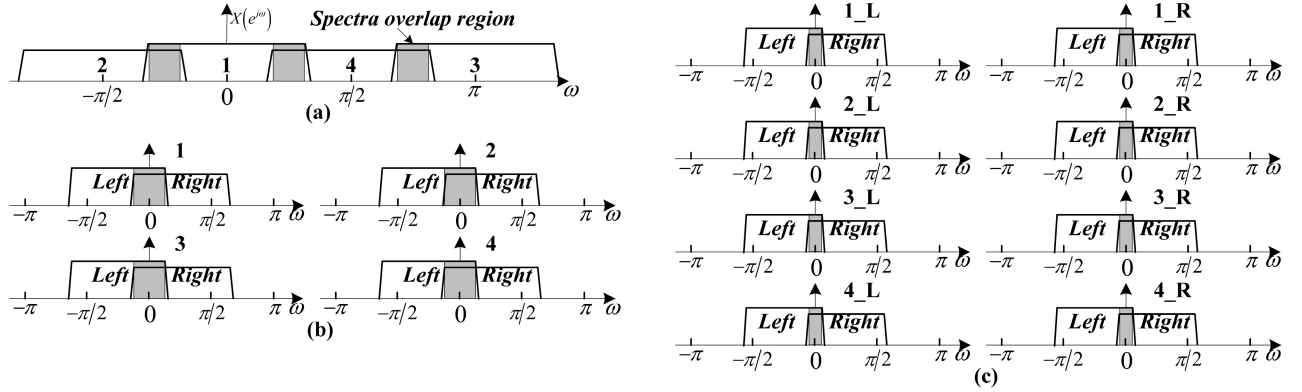 X(e^{jω}) Spectra overlap region
2 1 4 3
−π/2 0 π/2 π ω
(a)
1 2
Left Right Left Right
−π −π/2 0 π/2 π ω −π −π/2 0 π/2 π ω
3 4
Left Right Left Right
−π −π/2 0 π/2 π ω −π −π/2 0 π/2 π ω
(b)
1_L 1_R
Left Right Left Right
−π −π/2 0 π/2 π ω −π −π/2 0 π/2 π ω
2_L 2_R
Left Right Left Right
−π −π/2 0 π/2 π ω −π −π/2 0 π/2 π ω
3_L 3_R
Left Right Left Right
−π −π/2 0 π/2 π ω −π −π/2 0 π/2 π ω
4_L 4_R
Left Right Left Right
−π −π/2 0 π/2 π ω −π −π/2 0 π/2 π ω
(c)